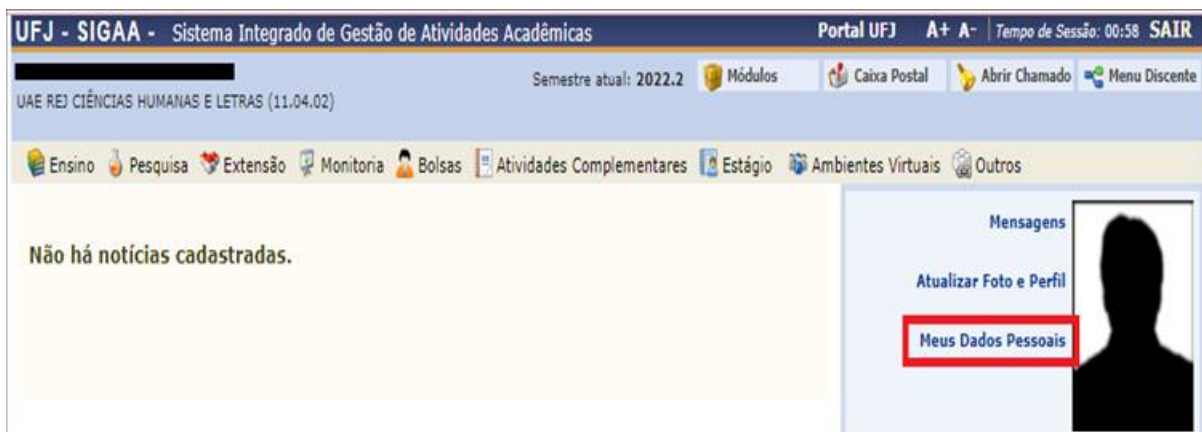 UFJ - SIGAA - Sistema Integrado de Gestão de Atividades Acadêmicas Portal UFJ A+ A- Tempo de Sessão: 00:58 SAIR
Semestre atual: 2022.2 Módulos Caixa Postal Abrir Chamado Menu Discente
UAE REJ CIÊNCIAS HUMANAS E LETRAS (11.04.02)
Ensino Pesquisa Extensão Monitoria Bolsas Atividades Complementares Estágio Ambientes Virtuais Outros
Não há notícias cadastradas.
Mensagens
Atualizar Foto e Perfil
Meus Dados Pessoais